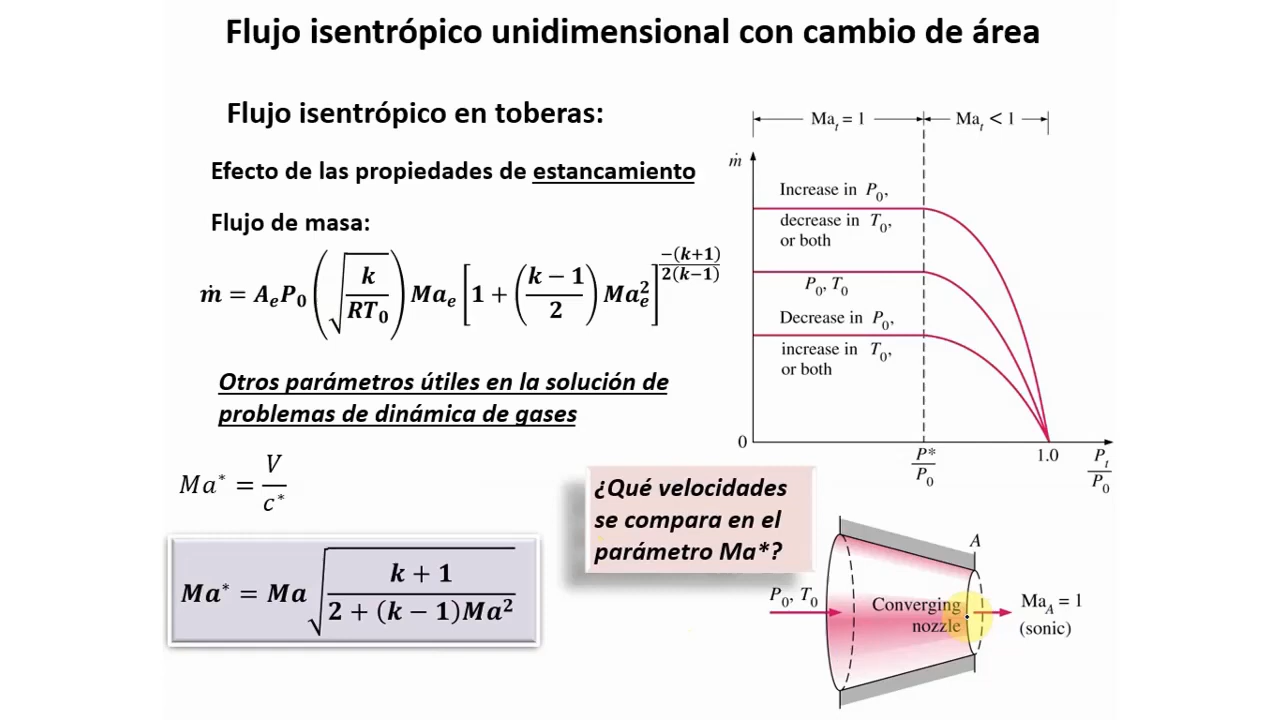 Flujo isentrópico unidimensional con cambio de área
Flujo isentrópico en toberas:
Efecto de las propiedades de estancamiento
Flujo de masa:
ṁ = A_e P_0 (√(k/(RT_0))) Ma_e [1 + ((k − 1)/2) Ma_e^2]^(−(k+1)/(2(k−1)))
Otros parámetros útiles en la solución de
problemas de dinámica de gases
Ma* = V/c*
Ma* = Ma √((k + 1)/(2 + (k − 1)Ma^2))
¿Qué velocidades
se compara en el
parámetro Ma*?
Ma_t = 1
Ma_t < 1
ṁ
Increase in P_0,
decrease in T_0,
or both
P_0, T_0
Decrease in P_0,
increase in T_0,
or both
0
P*/P_0
1.0
P_t/P_0
A
P_0, T_0
Converging
nozzle
Ma_A = 1
(sonic)